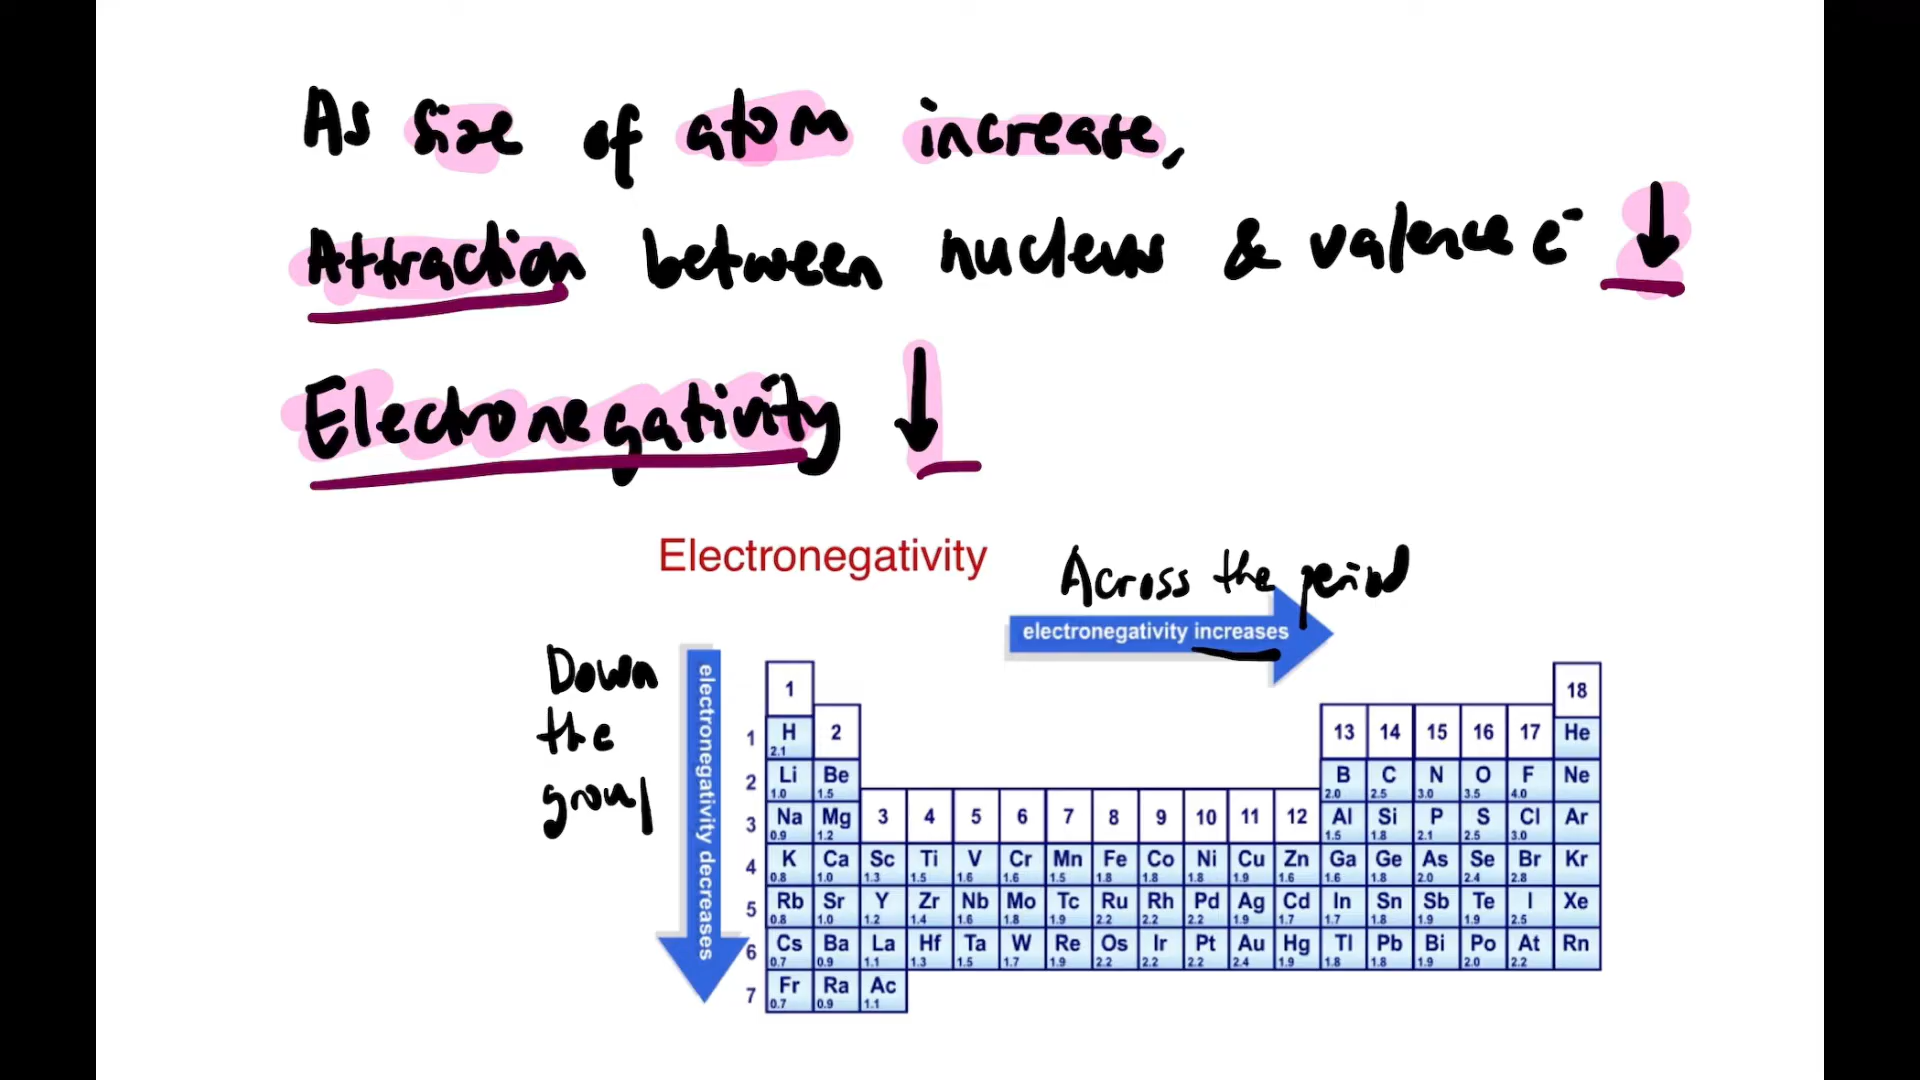 As size of atom increase,
Attraction between nucleus & valence e⁻ ↓
Electronegativity ↓
Electronegativity
Across the period
electronegativity increases
Down
the
group
electronegativity decreases
1 18
1 H 2 13 14 15 16 17 He
2.1
2 Li Be B C N O F Ne
1.0 1.5 2.0 2.5 3.0 3.5 4.0
3 Na Mg 3 4 5 6 7 8 9 10 11 12 Al Si P S Cl Ar
0.9 1.2 1.5 1.8 2.1 2.5 3.0
4 K Ca Sc Ti V Cr Mn Fe Co Ni Cu Zn Ga Ge As Se Br Kr
0.8 1.0 1.3 1.5 1.6 1.6 1.5 1.8 1.8 1.8 1.9 1.6 1.6 1.8 2.0 2.4 2.8
5 Rb Sr Y Zr Nb Mo Tc Ru Rh Pd Ag Cd In Sn Sb Te I Xe
0.8 1.0 1.2 1.4 1.6 1.8 1.9 2.2 2.2 2.2 1.9 1.7 1.7 1.8 1.9 1.9 2.5
6 Cs Ba La Hf Ta W Re Os Ir Pt Au Hg Tl Pb Bi Po At Rn
0.7 0.9 1.1 1.3 1.5 1.7 1.9 2.2 2.2 2.2 2.4 1.9 1.8 1.8 1.9 2.0 2.2
7 Fr Ra Ac
0.7 0.9 1.1